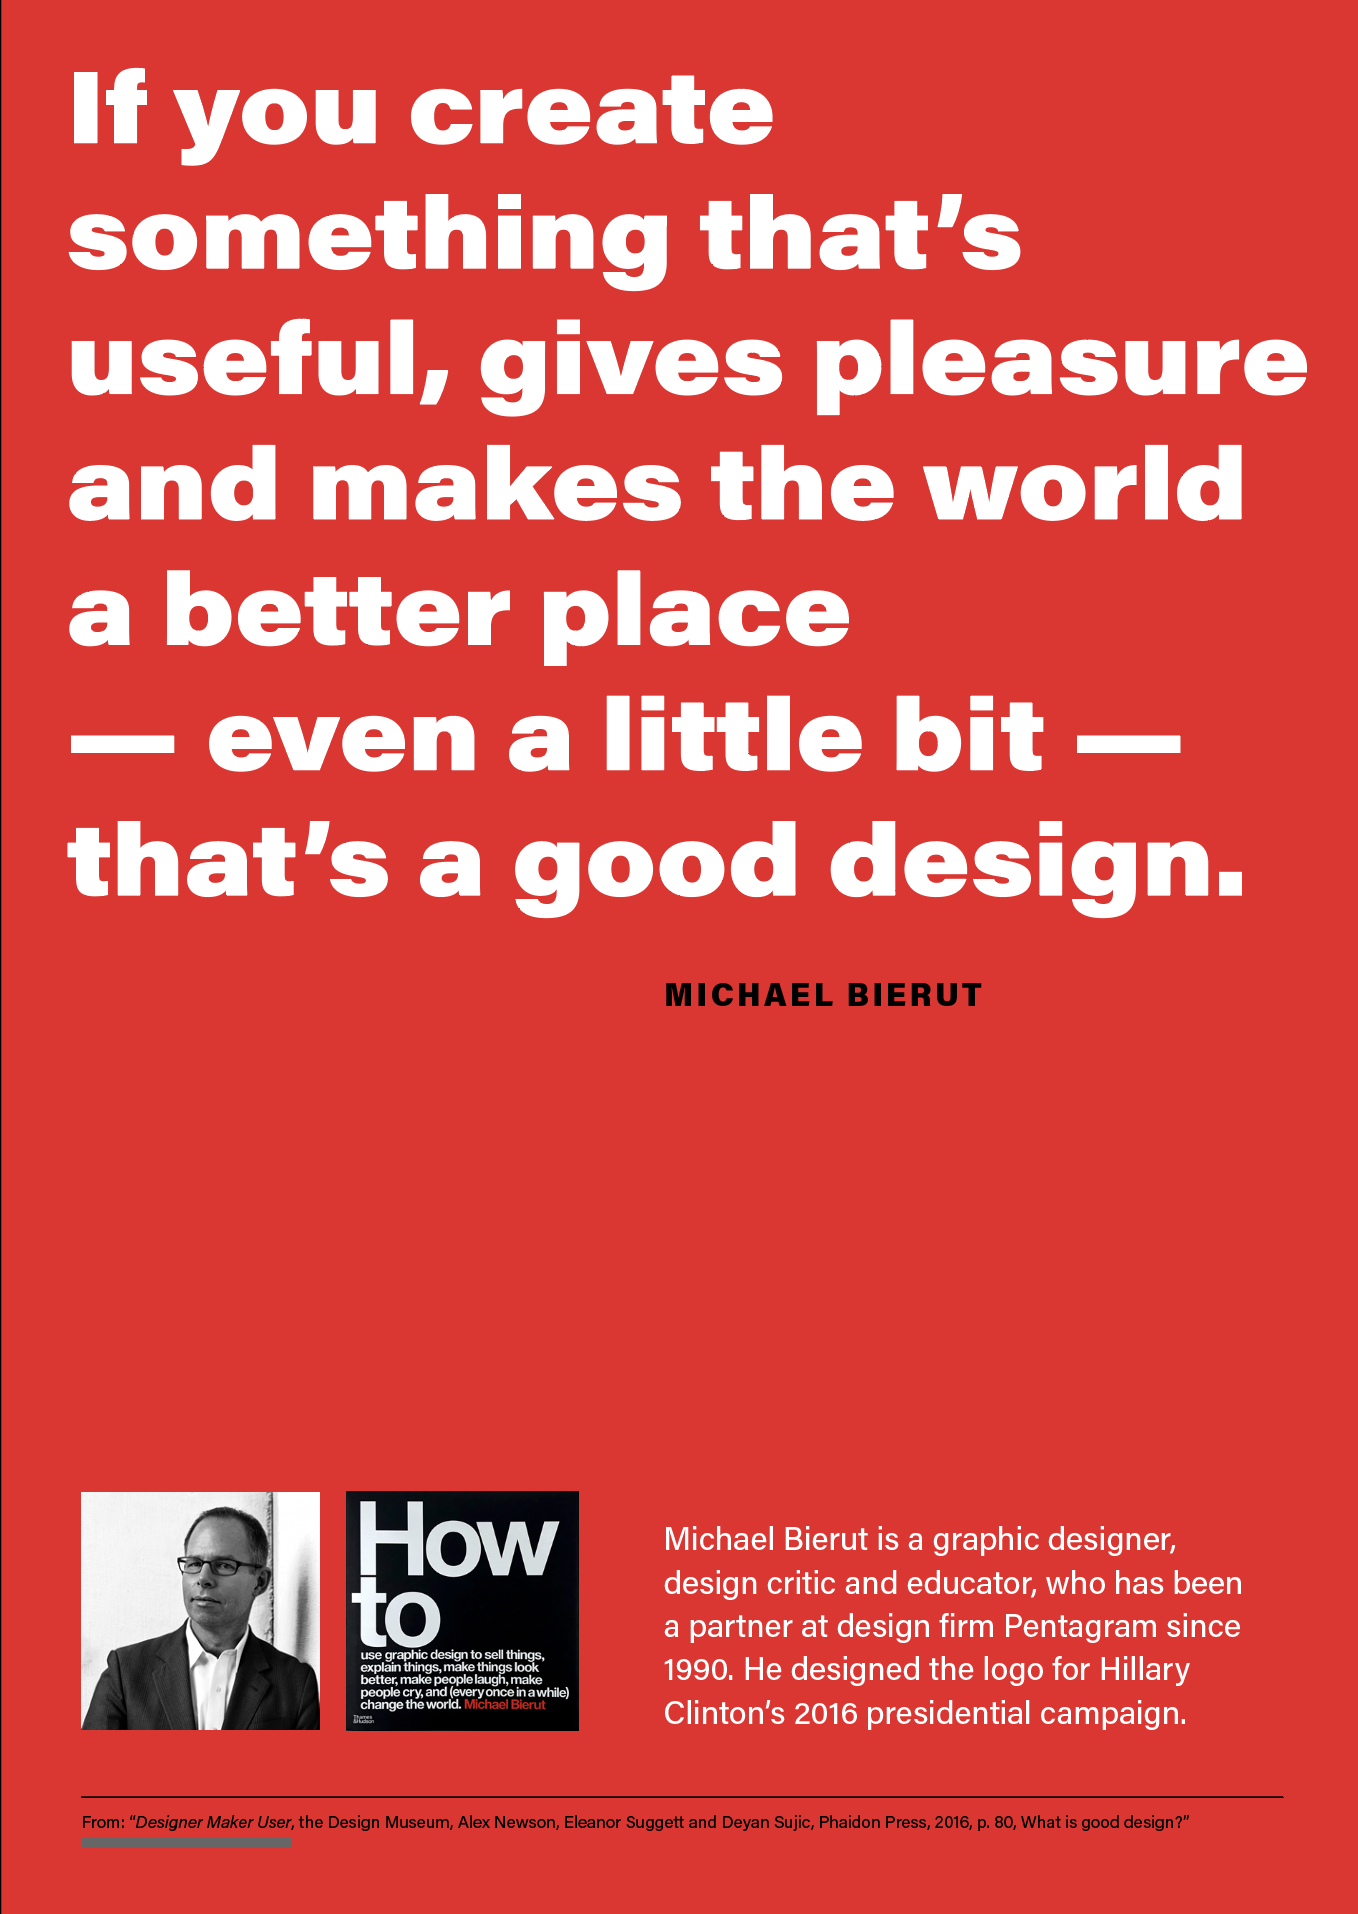 If you create
something that’s
useful, gives pleasure
and makes the world
a better place
— even a little bit —
that’s a good design.
MICHAEL BIERUT
How
to
use graphic design to sell things,
explain things, make things look
better, make people laugh, make
people cry, and (every once in a while)
change the world. Michael Bierut
Thames
&Hudson
Michael Bierut is a graphic designer,
design critic and educator, who has been
a partner at design firm Pentagram since
1990. He designed the logo for Hillary
Clinton’s 2016 presidential campaign.
From: “Designer Maker User, the Design Museum, Alex Newson, Eleanor Suggett and Deyan Sujic, Phaidon Press, 2016, p. 80, What is good design?”